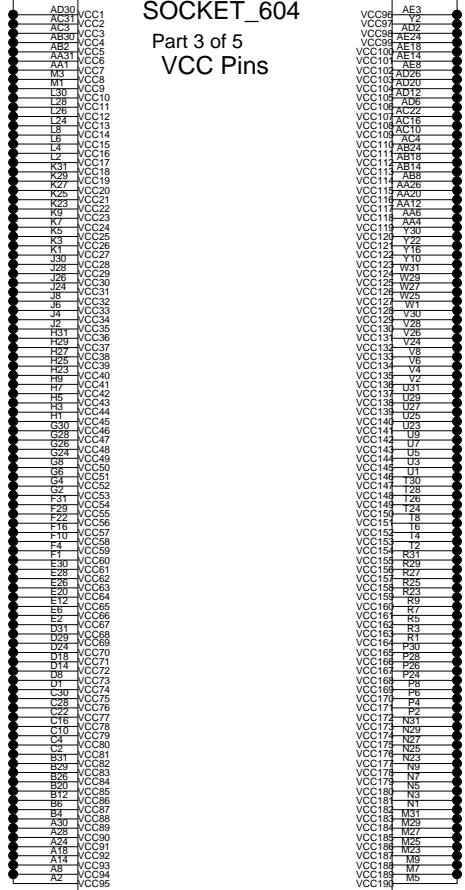 SOCKET_604
Part 3 of 5
VCC Pins
AD30 VCC1
AC31 VCC2
AC3 VCC3
AB30 VCC4
AB2 VCC5
AA31 VCC6
AA1 VCC7
M3 VCC8
M1 VCC9
L30 VCC10
L28 VCC11
L26 VCC12
L24 VCC13
L8 VCC14
L6 VCC15
L4 VCC16
L2 VCC17
K31 VCC18
K29 VCC19
K27 VCC20
K25 VCC21
K23 VCC22
K9 VCC23
K7 VCC24
K5 VCC25
K3 VCC26
K1 VCC27
J30 VCC28
J28 VCC29
J26 VCC30
J24 VCC31
J8 VCC32
J6 VCC33
J4 VCC34
J2 VCC35
H31 VCC36
H29 VCC37
H27 VCC38
H25 VCC39
H23 VCC40
H9 VCC41
H7 VCC42
H5 VCC43
H3 VCC44
H1 VCC45
G30 VCC46
G28 VCC47
G26 VCC48
G24 VCC49
G8 VCC50
G6 VCC51
G4 VCC52
G2 VCC53
F31 VCC54
F29 VCC55
F22 VCC56
F16 VCC57
F10 VCC58
F4 VCC59
F1 VCC60
E30 VCC61
E28 VCC62
E26 VCC63
E20 VCC64
E12 VCC65
E6 VCC66
E2 VCC67
D31 VCC68
D29 VCC69
D24 VCC70
D18 VCC71
D14 VCC72
D8 VCC73
D1 VCC74
C30 VCC75
C28 VCC76
C22 VCC77
C16 VCC78
C10 VCC79
C4 VCC80
C2 VCC81
B31 VCC82
B29 VCC83
B26 VCC84
B20 VCC85
B12 VCC86
B6 VCC87
B4 VCC88
A30 VCC89
A28 VCC90
A24 VCC91
A18 VCC92
A14 VCC93
A8 VCC94
A2 VCC95
VCC96 AE3
VCC97 Y2
VCC98 AD2
VCC99 AE24
VCC100 AE18
VCC101 AE14
VCC102 AE8
VCC103 AD26
VCC104 AD20
VCC105 AD12
VCC106 AD6
VCC107 AC22
VCC108 AC16
VCC109 AC10
VCC110 AC4
VCC111 AB24
VCC112 AB18
VCC113 AB14
VCC114 AB8
VCC115 AA26
VCC116 AA20
VCC117 AA12
VCC118 AA6
VCC119 AA4
VCC120 Y30
VCC121 Y22
VCC122 Y16
VCC123 Y10
VCC124 W31
VCC125 W29
VCC126 W27
VCC127 W25
VCC128 W1
VCC129 V30
VCC130 V28
VCC131 V26
VCC132 V24
VCC133 V8
VCC134 V6
VCC135 V4
VCC136 V2
VCC137 U31
VCC138 U29
VCC139 U27
VCC140 U25
VCC141 U23
VCC142 U9
VCC143 U7
VCC144 U5
VCC145 U3
VCC146 U1
VCC147 T30
VCC148 T28
VCC149 T26
VCC150 T24
VCC151 T8
VCC152 T6
VCC153 T4
VCC154 T2
VCC155 R31
VCC156 R29
VCC157 R27
VCC158 R25
VCC159 R23
VCC160 R9
VCC161 R7
VCC162 R5
VCC163 R3
VCC164 R1
VCC165 P30
VCC166 P28
VCC167 P26
VCC168 P24
VCC169 P8
VCC170 P6
VCC171 P4
VCC172 P2
VCC173 N31
VCC174 N29
VCC175 N27
VCC176 N25
VCC177 N23
VCC178 N9
VCC179 N7
VCC180 N5
VCC181 N3
VCC182 N1
VCC183 M31
VCC184 M29
VCC185 M27
VCC186 M25
VCC187 M23
VCC188 M9
VCC189 M7
VCC190 M5